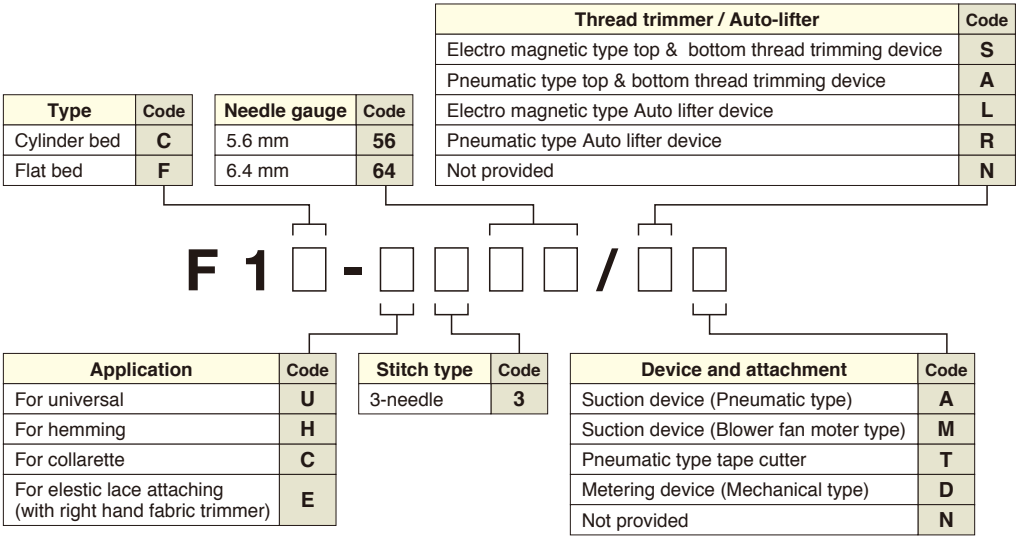 Thread trimmer / Auto-lifter Code
Electro magnetic type top & bottom thread trimming device S
Pneumatic type top & bottom thread trimming device A
Electro magnetic type Auto lifter device L
Pneumatic type Auto lifter device R
Not provided N
Type Code
Cylinder bed C
Flat bed F
Needle gauge Code
5.6 mm 56
6.4 mm 64
F 1 □ - □ □ □ □ / □ □
Application Code
For universal U
For hemming H
For collarette C
For elestic lace attaching
(with right hand fabric trimmer) E
Stitch type Code
3-needle 3
Device and attachment Code
Suction device (Pneumatic type) A
Suction device (Blower fan moter type) M
Pneumatic type tape cutter T
Metering device (Mechanical type) D
Not provided N